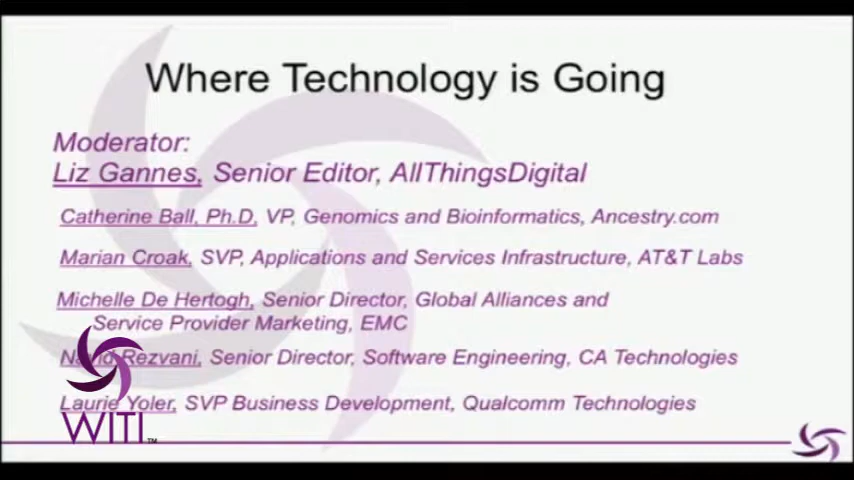 Where Technology is Going
Moderator:
Liz Gannes, Senior Editor, AllThingsDigital
Catherine Ball, Ph.D, VP, Genomics and Bioinformatics, Ancestry.com
Marian Croak, SVP, Applications and Services Infrastructure, AT&T Labs
Michelle De Hertogh, Senior Director, Global Alliances and
Service Provider Marketing, EMC
Rezvani, Senior Director, Software Engineering, CA Technologies
Laurie Yoler, SVP Business Development, Qualcomm Technologies
WITI™